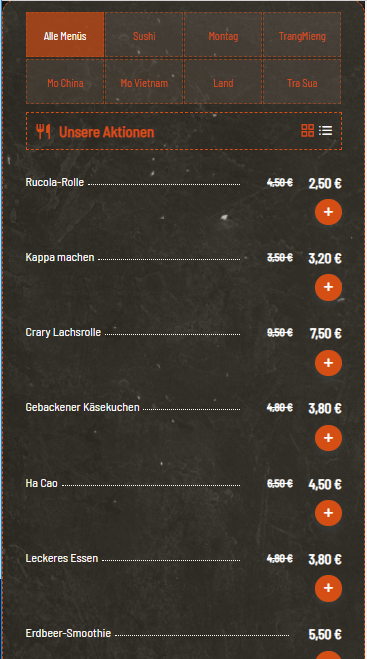 Alle Menüs Sushi Montag TrangMieng
Mo China Mo Vietnam Land Tra Sua
Unsere Aktionen
Rucola-Rolle 4,50 € 2,50 €
+
Kappa machen 3,50 € 3,20 €
+
Crary Lachsrolle 9,50 € 7,50 €
+
Gebackener Käsekuchen 4,80 € 3,80 €
+
Ha Cao 6,50 € 4,50 €
+
Leckeres Essen 4,80 € 3,80 €
+
Erdbeer-Smoothie 5,50 €